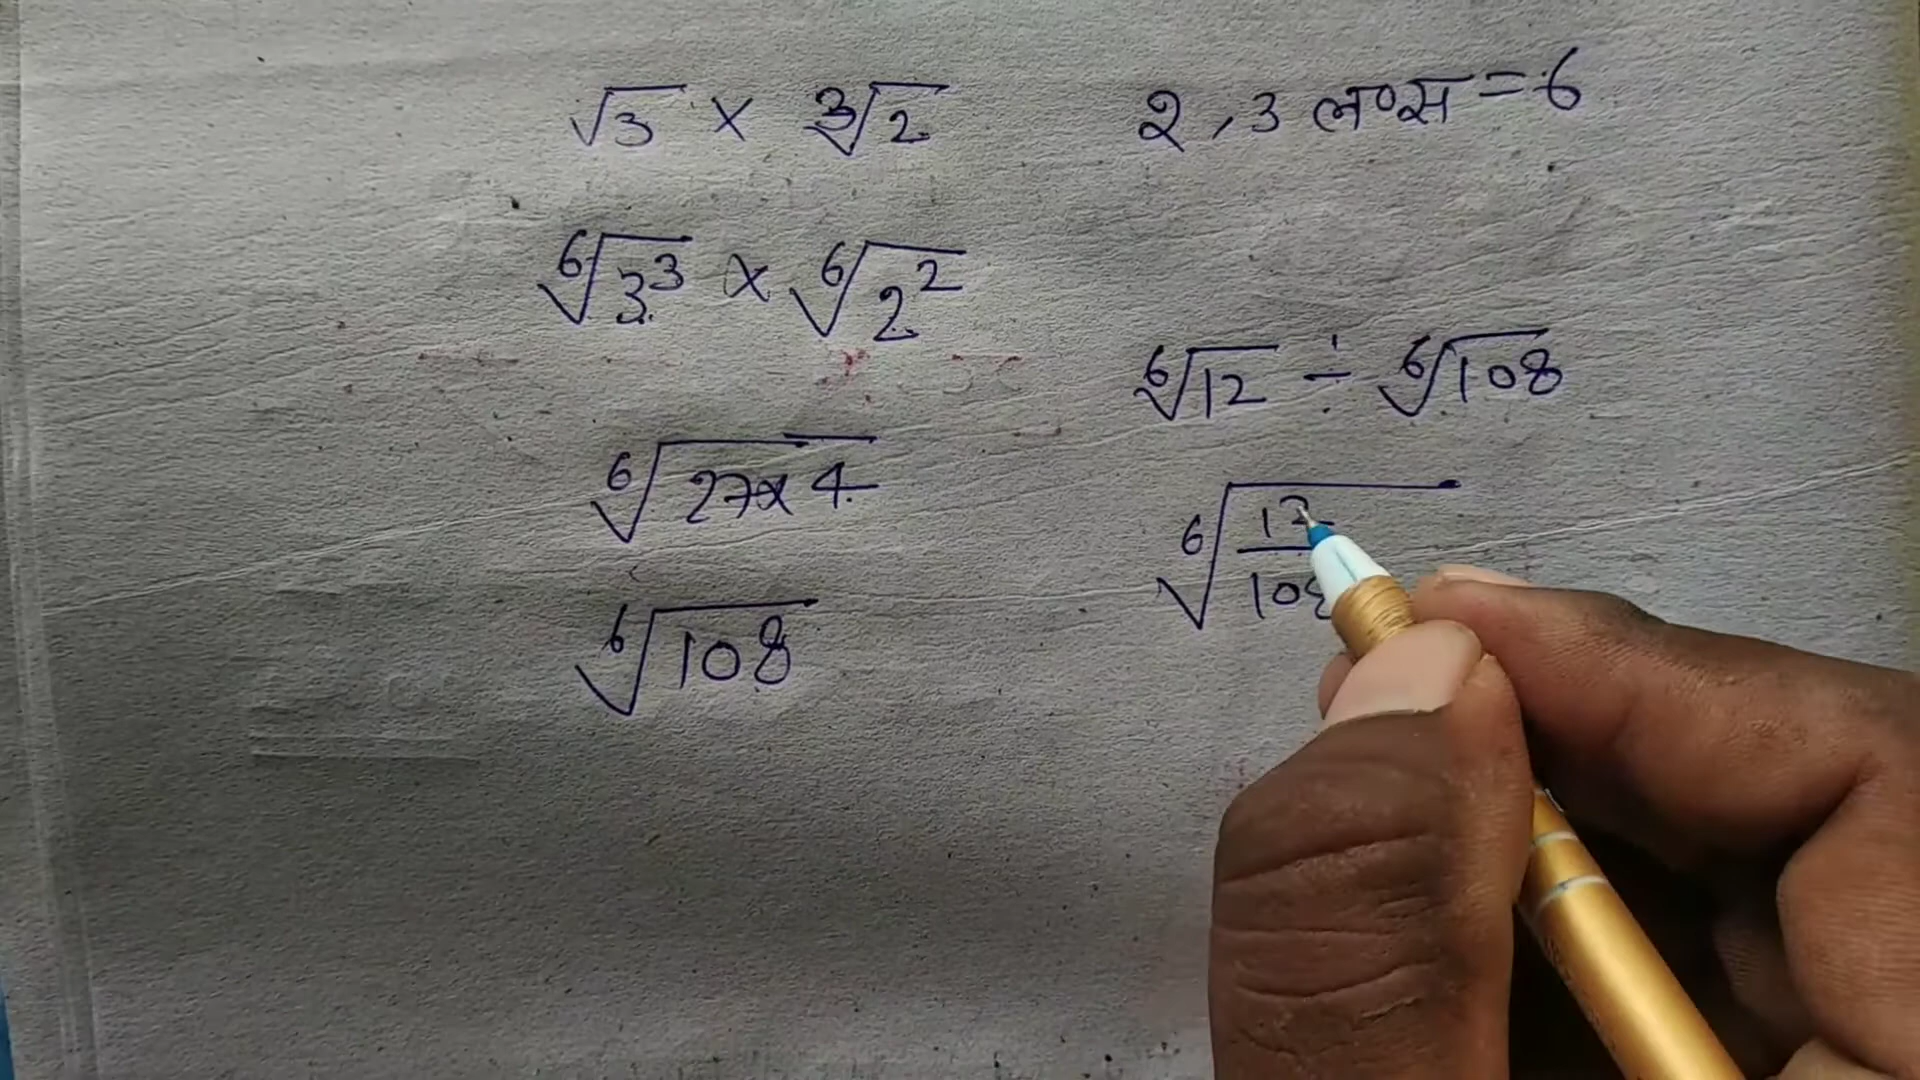 √3 × ∛2
2, 3 ल०स = 6
⁶√3³ × ⁶√2²
⁶√12 ÷ ⁶√108
⁶√27×4
⁶√12/108
⁶√108